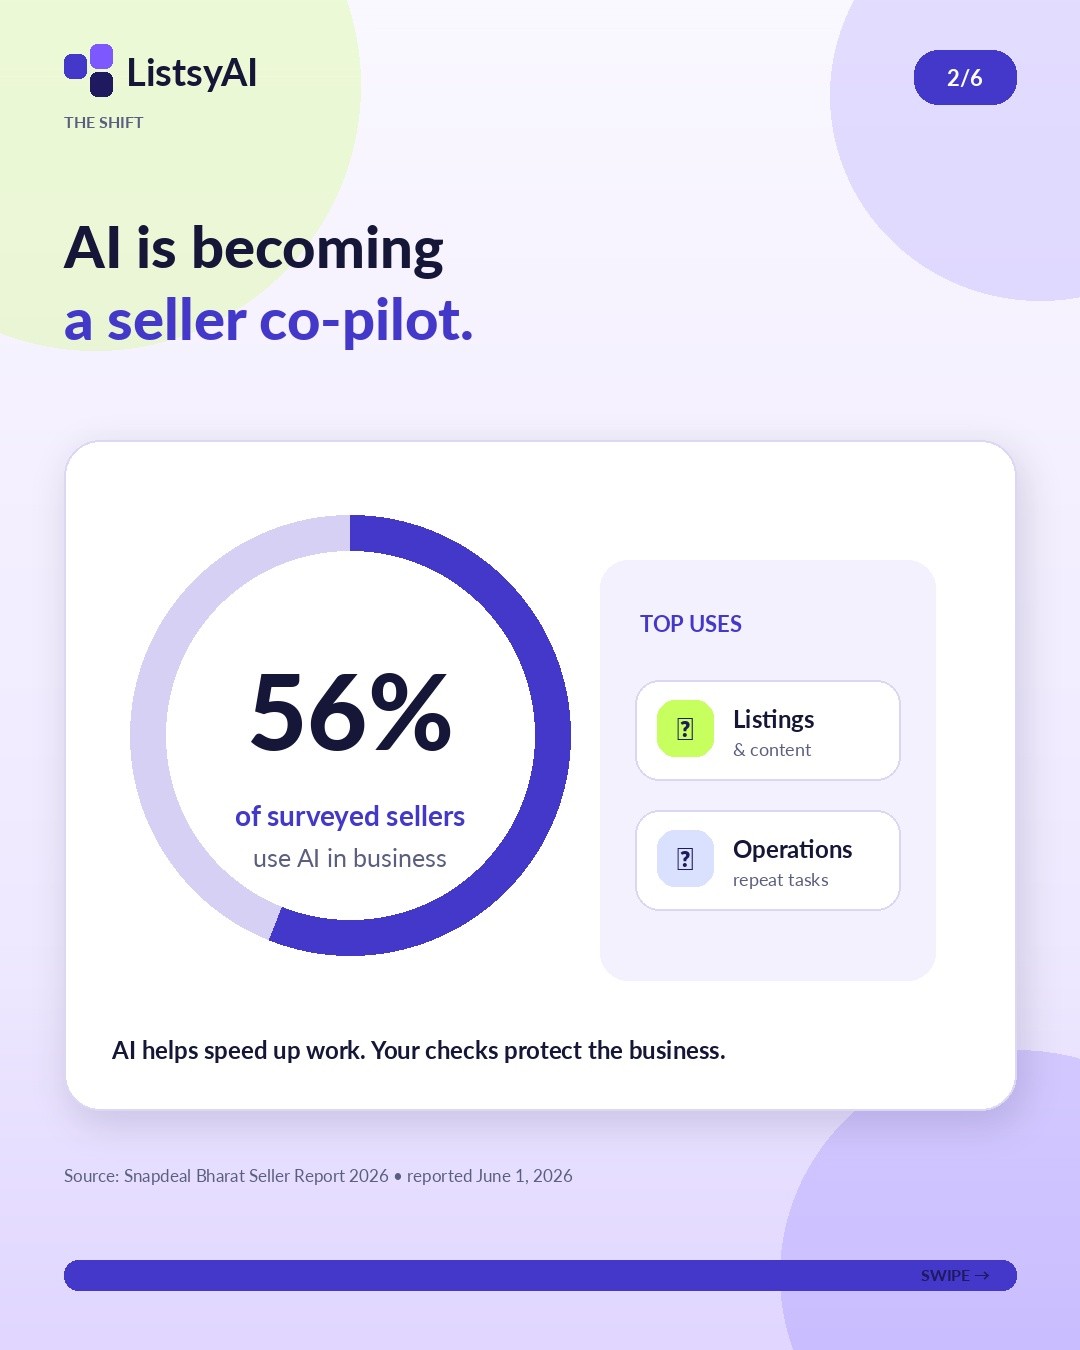 ListsyAI
THE SHIFT
2/6
AI is becoming
a seller co-pilot.
56%
of surveyed sellers
use AI in business
TOP USES
Listings
& content
Operations
repeat tasks
AI helps speed up work. Your checks protect the business.
Source: Snapdeal Bharat Seller Report 2026 • reported June 1, 2026
SWIPE →